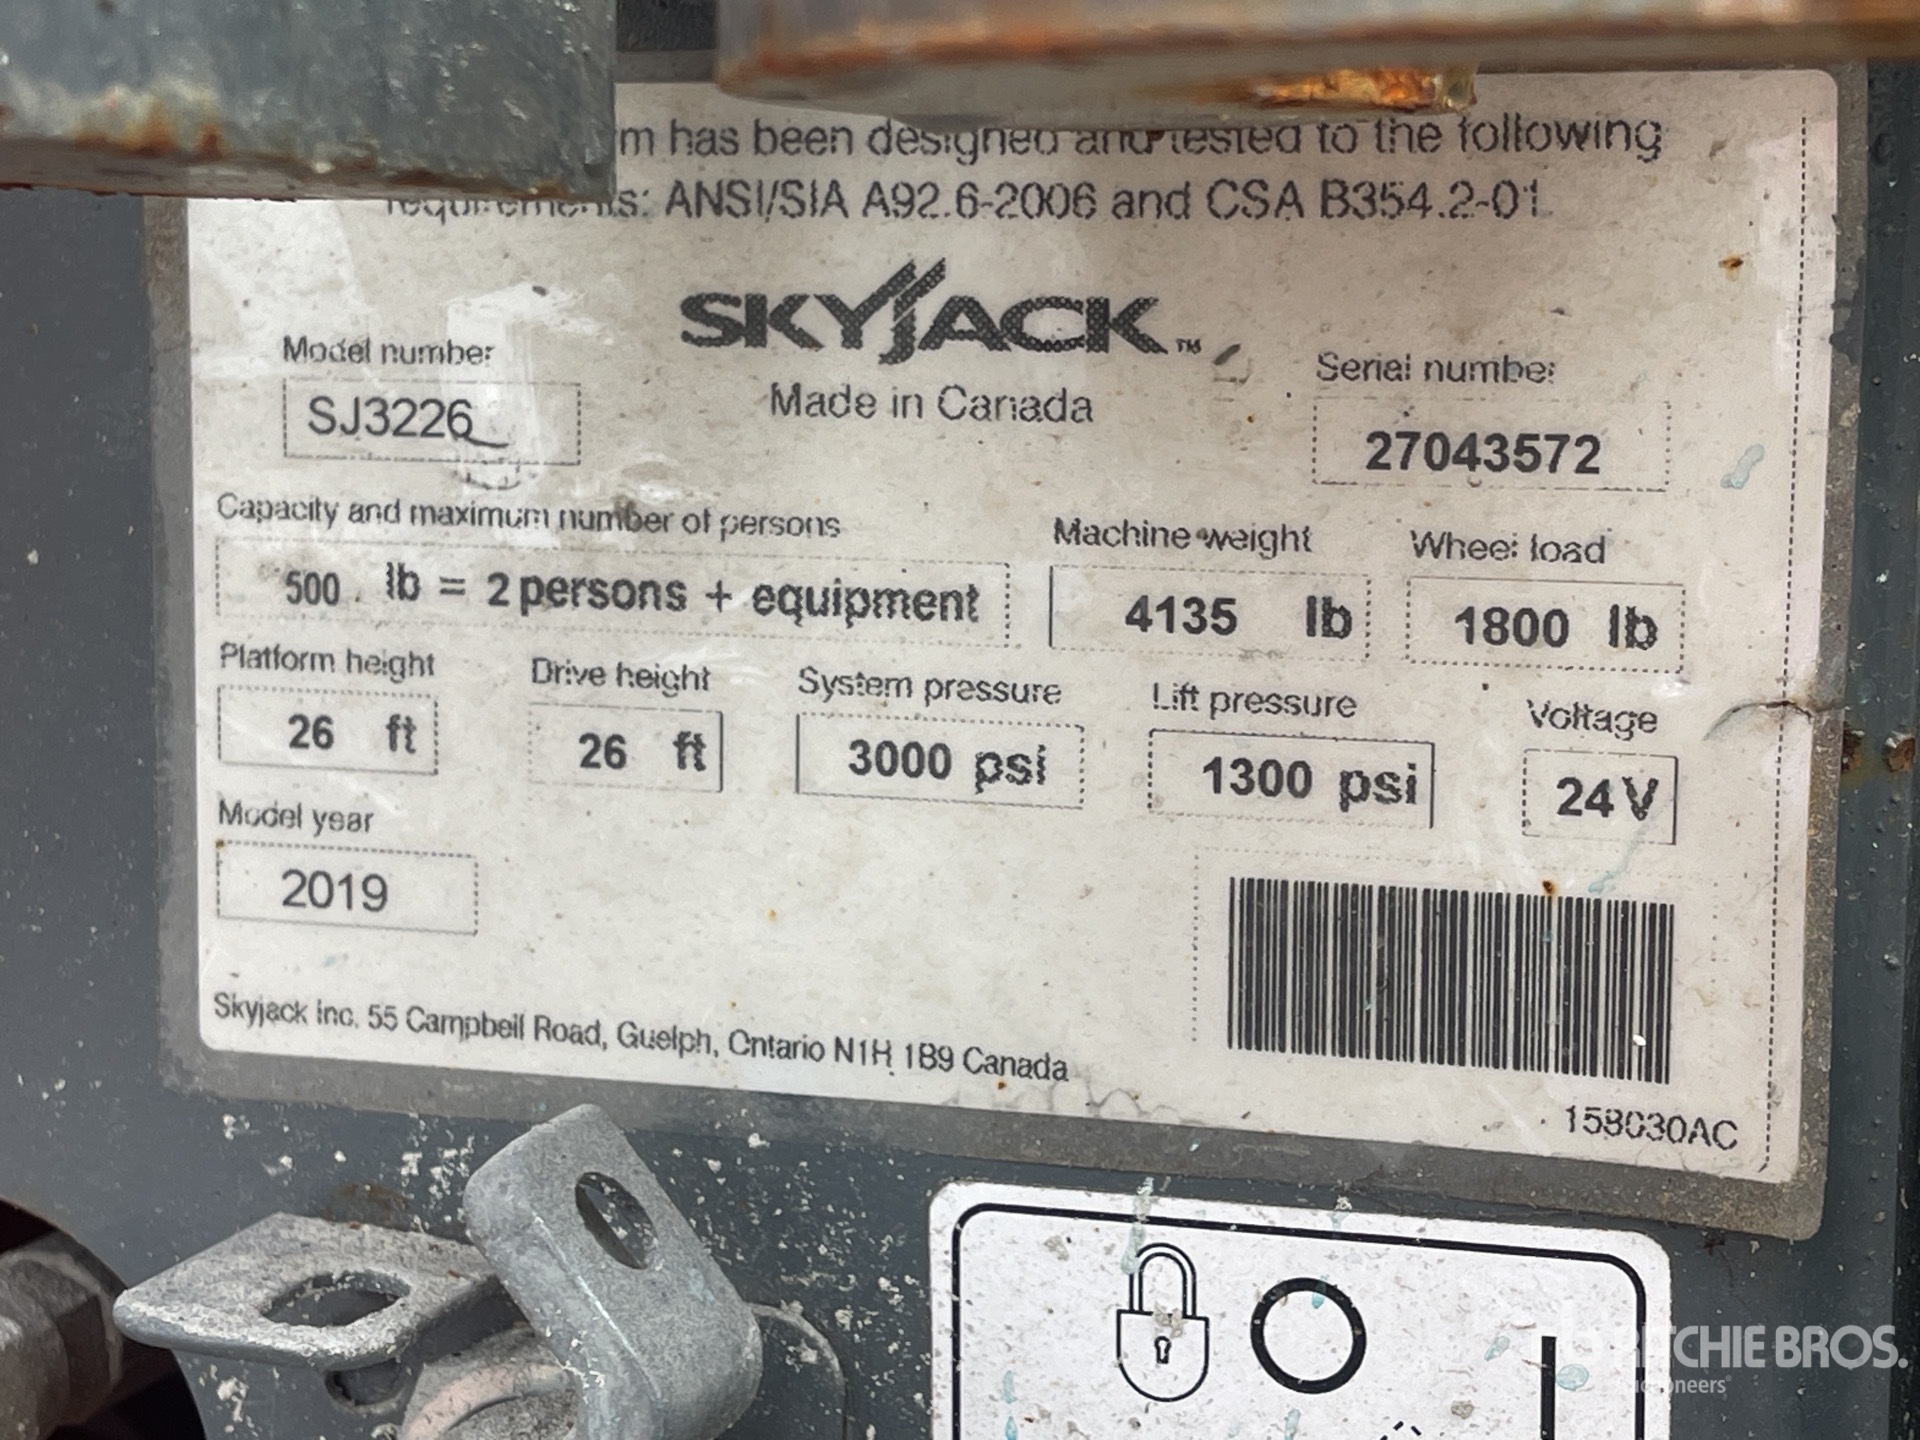 m has been designed and tested to the following
requirements: ANSI/SIA A92.6-2006 and CSA B354.2-01.
SKYJACK™
Made in Canada
Model number
SJ3226
Serial number
27043572
Capacity and maximum number of persons
500 lb = 2 persons + equipment
Machine weight
4135 lb
Wheel load
1800 lb
Platform height
26 ft
Drive height
26 ft
System pressure
3000 psi
Lift pressure
1300 psi
Voltage
24 V
Model year
2019
Skyjack Inc. 55 Campbell Road, Guelph, Ontario N1H 1B9 Canada
158030AC
RITCHIE BROS.
Auctioneers